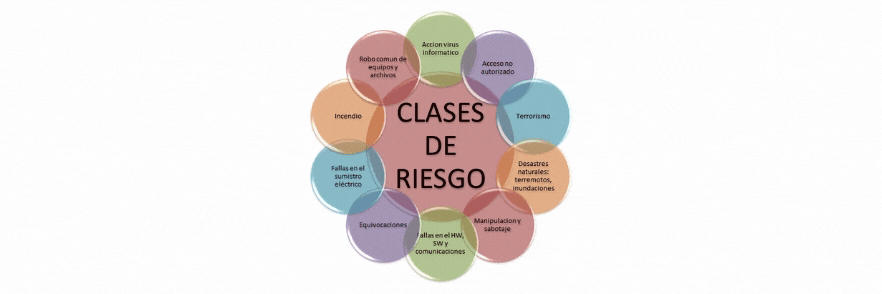 CLASES
DE
RIESGO
Accion virus
informatico
Acceso no
autorizado
Terrorismo
Desastres
naturales:
terremotos,
inundaciones
Manipulacion y
sabotaje
Fallas en el HW,
SW y
comunicaciones
Equivocaciones
Fallas en el
sumistro
eléctrico
Incendio
Robo comun de
equipos y
archivos